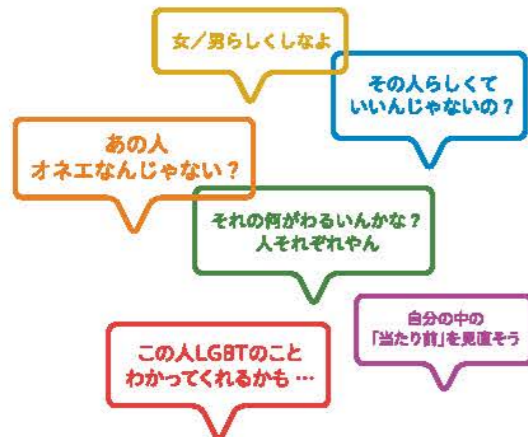 女／男らしくしなよ
その人らしくて
いいんじゃないの？
あの人
オネエなんじゃない？
それの何がわるいんかな？
人それぞれやん
自分の中の
「当たり前」を見直そう
この人LGBTのこと
わかってくれるかも…